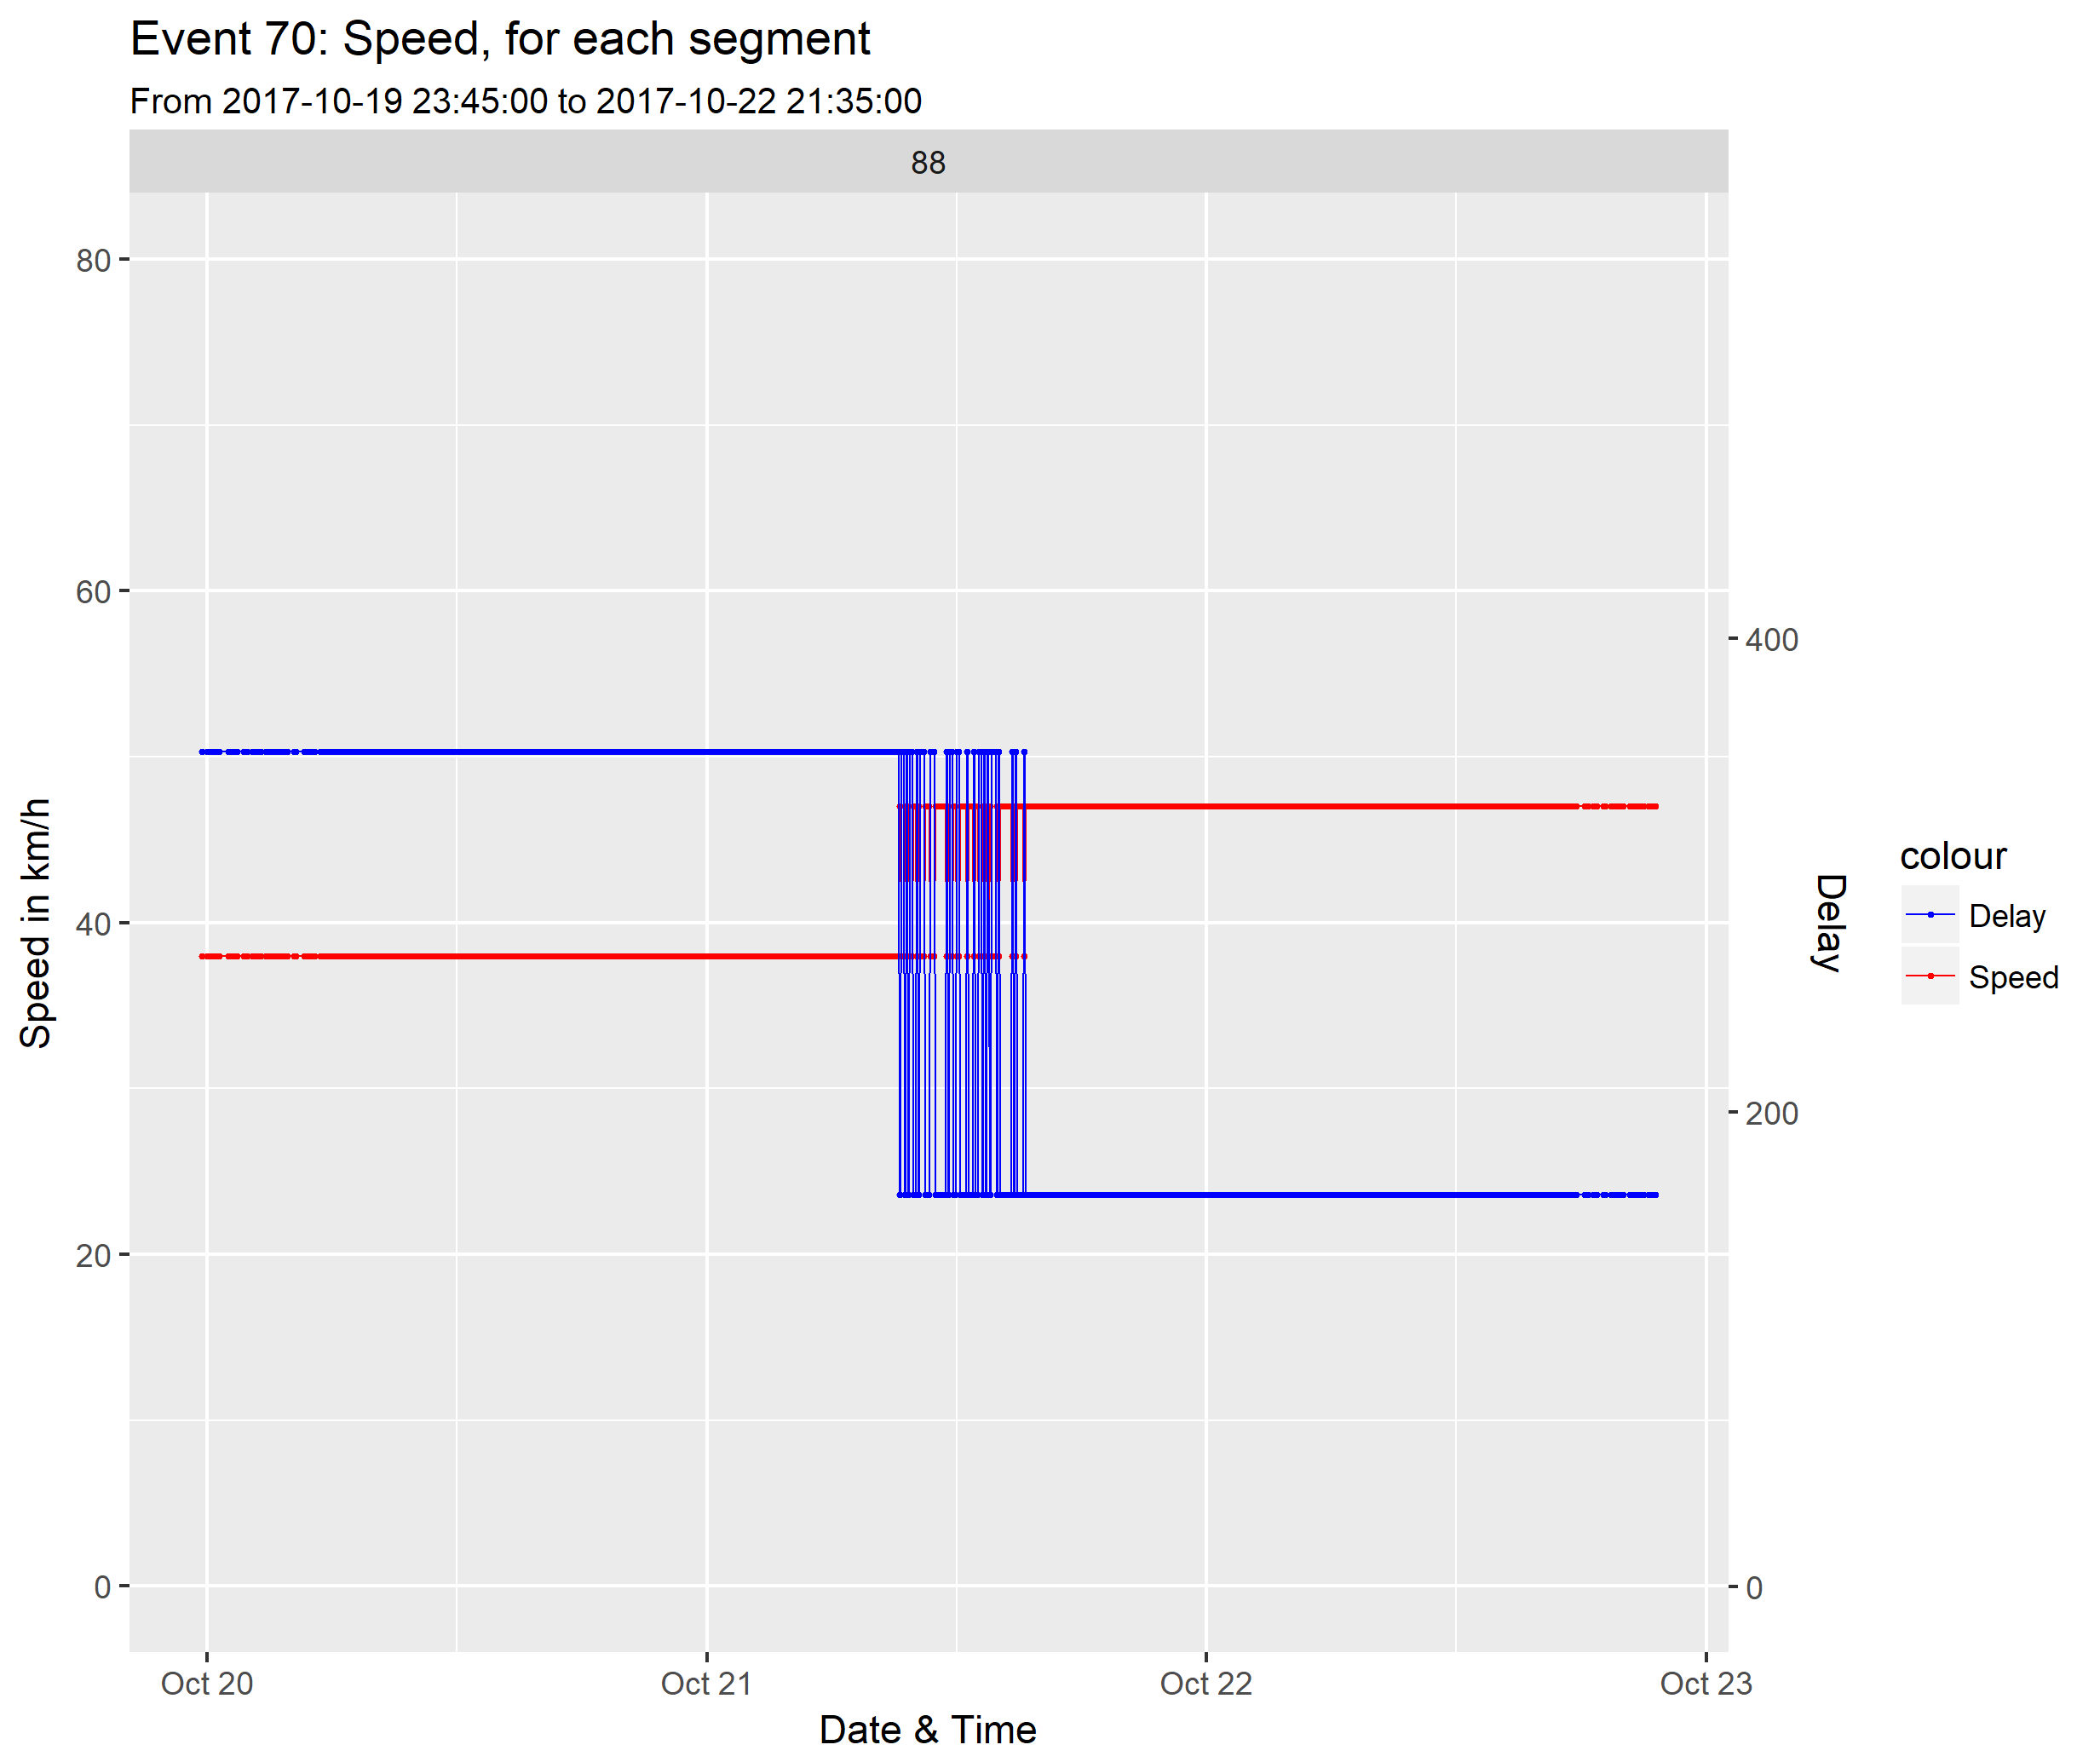 Event 70: Speed, for each segment
From 2017-10-19 23:45:00 to 2017-10-22 21:35:00
88
80
60
40
20
0
Speed in km/h
400
200
0
Delay
Oct 20
Oct 21
Oct 22
Oct 23
Date & Time
colour
Delay
Speed